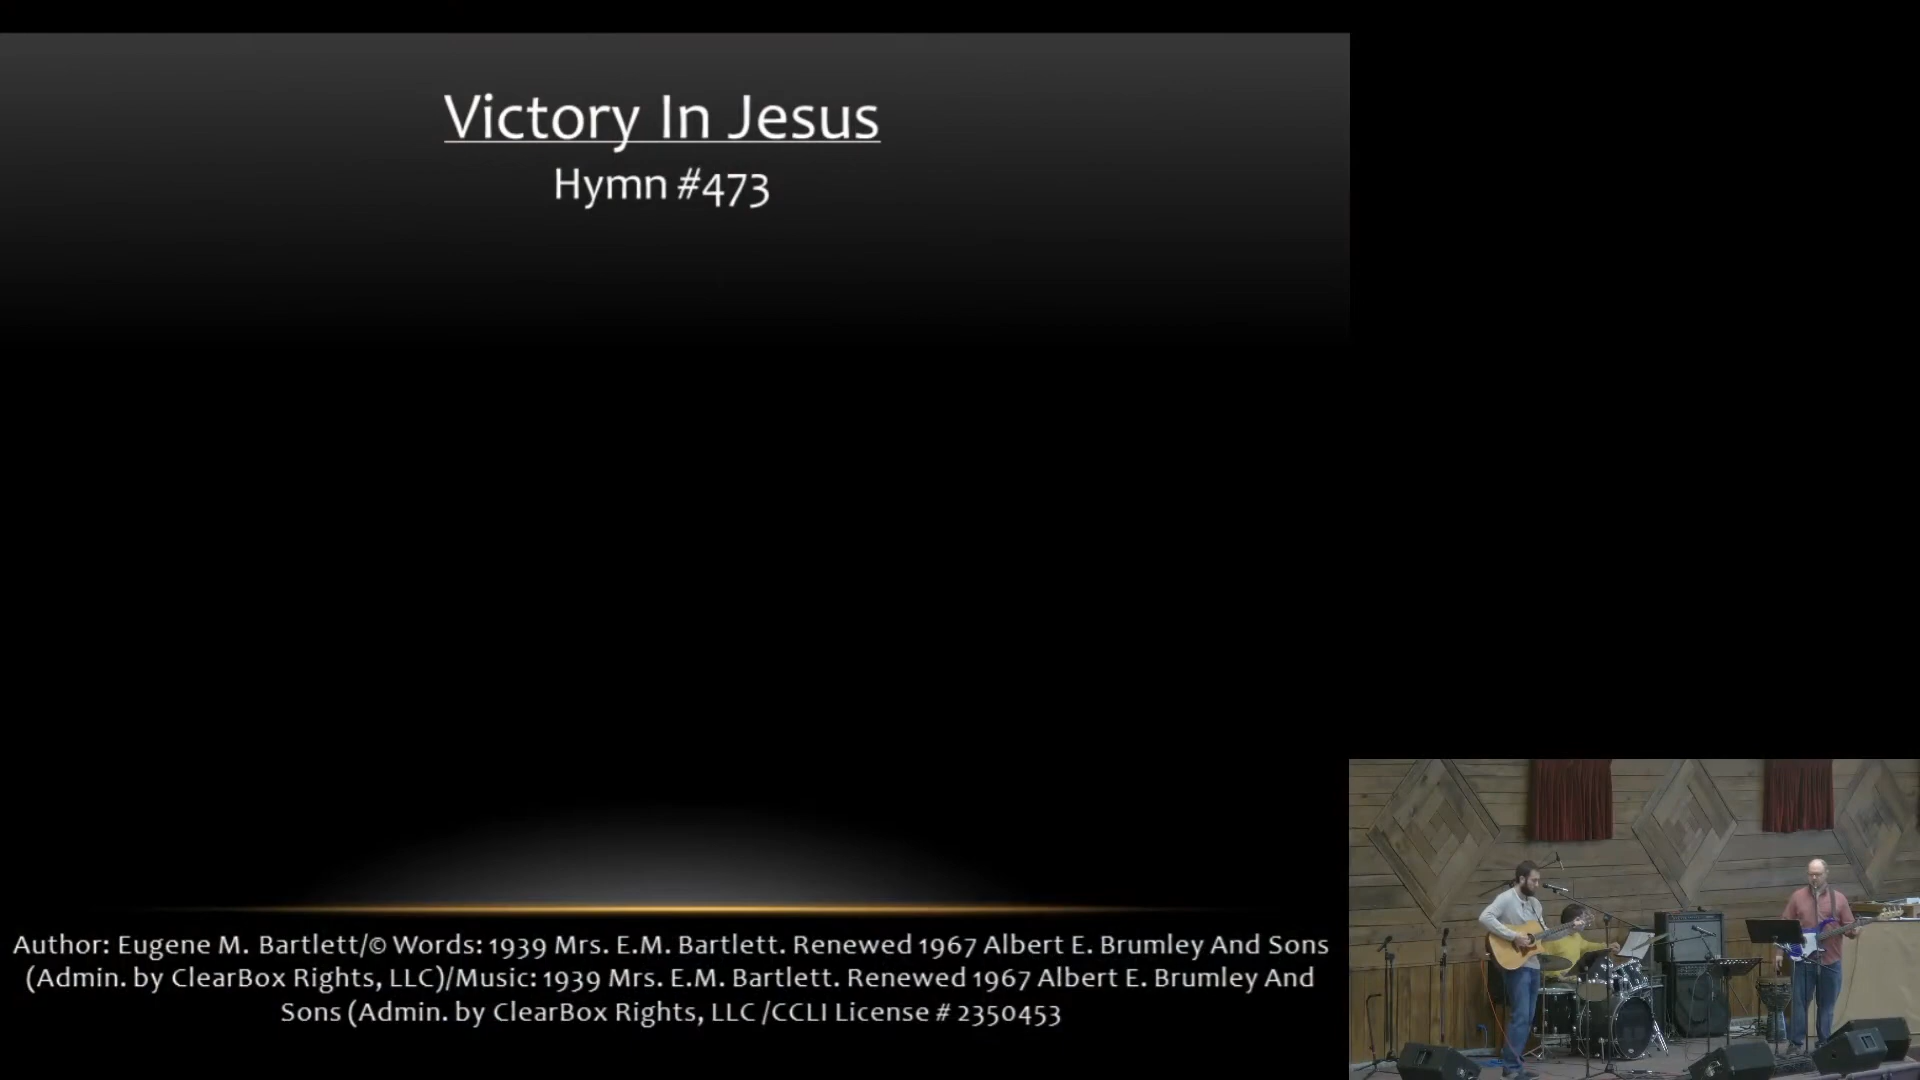 Victory In Jesus
Hymn #473
Author: Eugene M. Bartlett/© Words: 1939 Mrs. E.M. Bartlett. Renewed 1967 Albert E. Brumley And Sons
(Admin. by ClearBox Rights, LLC)/Music: 1939 Mrs. E.M. Bartlett. Renewed 1967 Albert E. Brumley And
Sons (Admin. by ClearBox Rights, LLC /CCLI License # 2350453